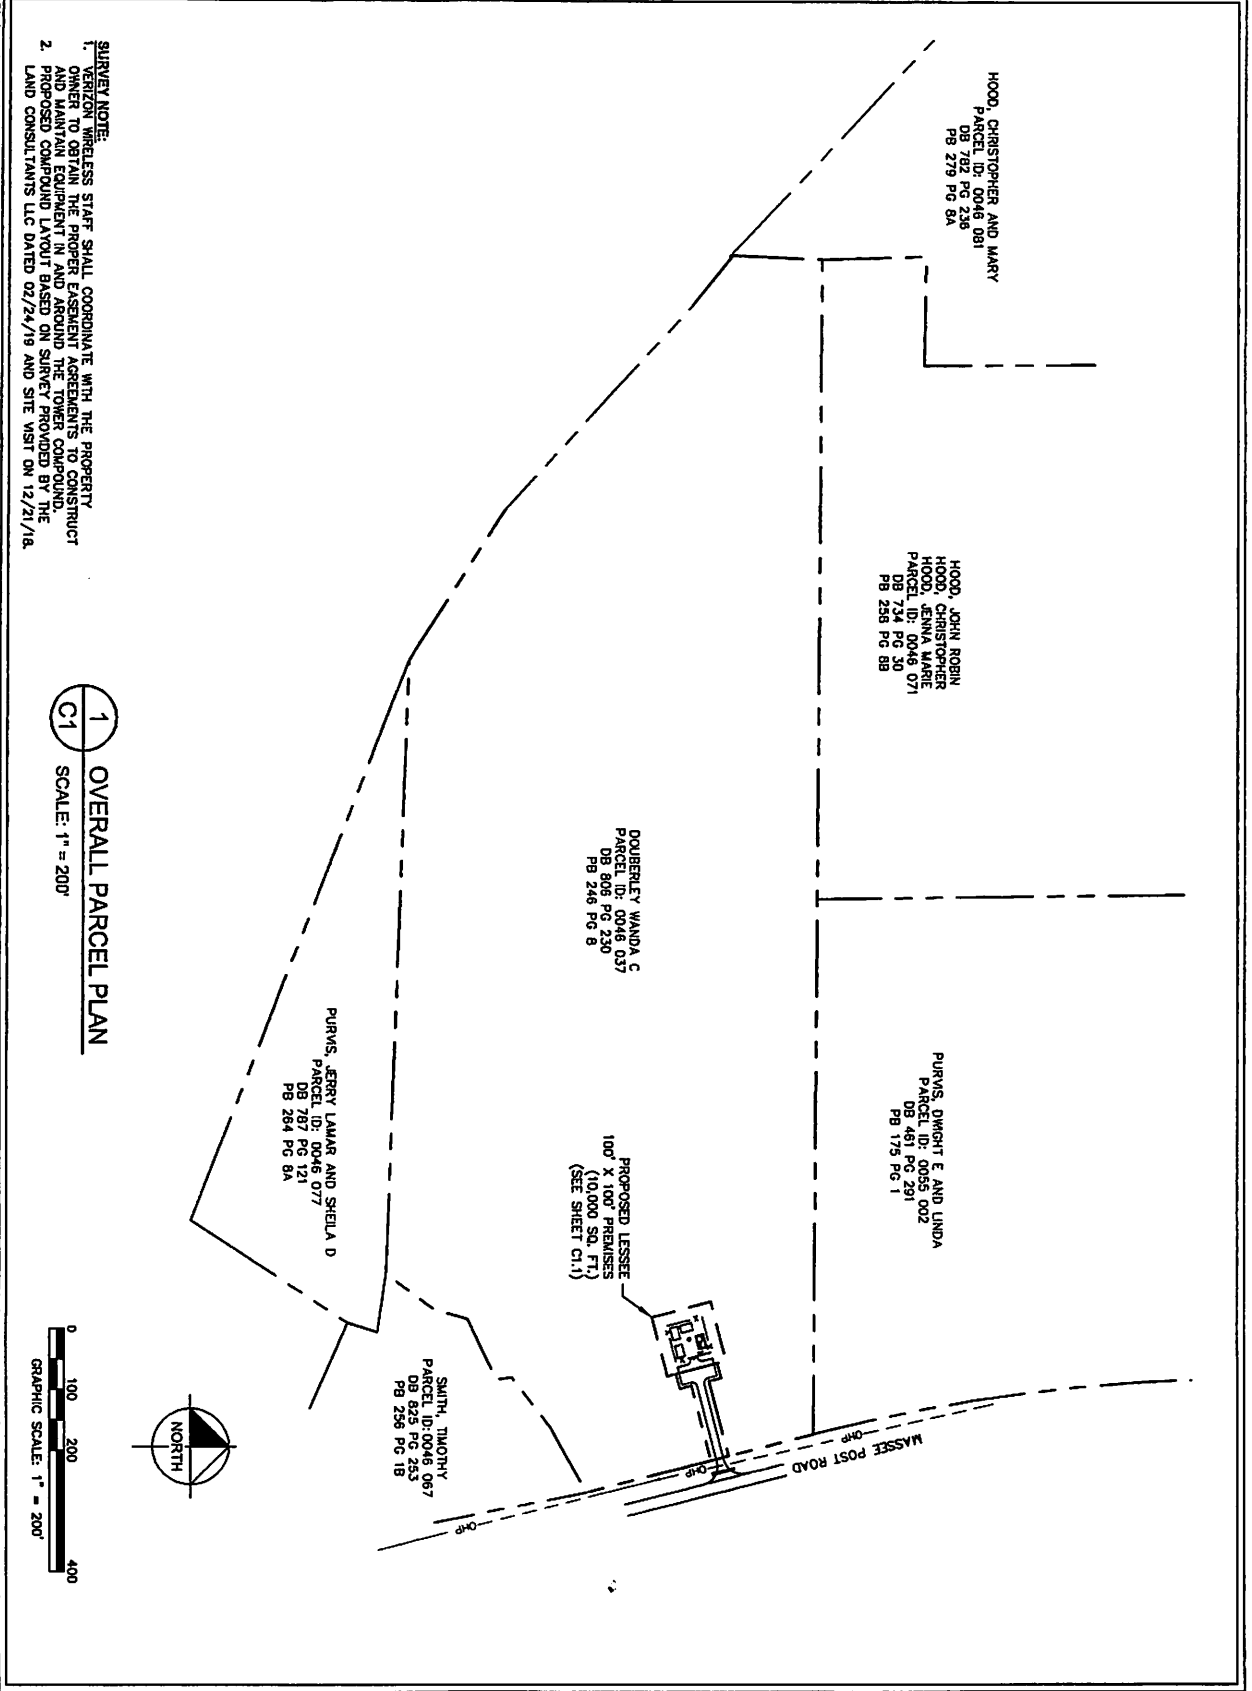 HOOD, CHRISTOPHER AND MARY
PARCEL ID: 0046 081
DB 782 PG 236
PB 279 PG 8A
HOOD, JOHN ROBIN
HOOD, CHRISTOPHER
HOOD, JENNA MARIE
PARCEL ID: 0046 071
DB 734 PG 30
PB 256 PG 8B
PURVIS, DWIGHT E AND LINDA
PARCEL ID: 0055 002
DB 461 PG 291
PB 175 PG 1
MASSEE POST ROAD
OHP
OHP
OHP
DOUBERLEY WANDA C
PARCEL ID: 0046 037
DB 806 PG 230
PB 246 PG 8
PROPOSED LESSEE
100' X 100' PREMISES
(10,000 SQ. FT.)
(SEE SHEET C1.1)
PURVIS, JERRY LAMAR AND SHEILA D
PARCEL ID: 0046 077
DB 787 PG 121
PB 264 PG 8A
SMITH, TIMOTHY
PARCEL ID:0046 067
DB 825 PG 253
PB 256 PG 1B
NORTH
SURVEY NOTE:
1. VERIZON WIRELESS STAFF SHALL COORDINATE WITH THE PROPERTY
OWNER TO OBTAIN THE PROPER EASEMENT AGREEMENTS TO CONSTRUCT
AND MAINTAIN EQUIPMENT IN AND AROUND THE TOWER COMPOUND.
2. PROPOSED COMPOUND LAYOUT BASED ON SURVEY PROVIDED BY THE
LAND CONSULTANTS LLC DATED 02/24/19 AND SITE VISIT ON 12/21/18.
1
C1
OVERALL PARCEL PLAN
SCALE: 1" = 200'
0 100 200 400
GRAPHIC SCALE: 1" = 200'